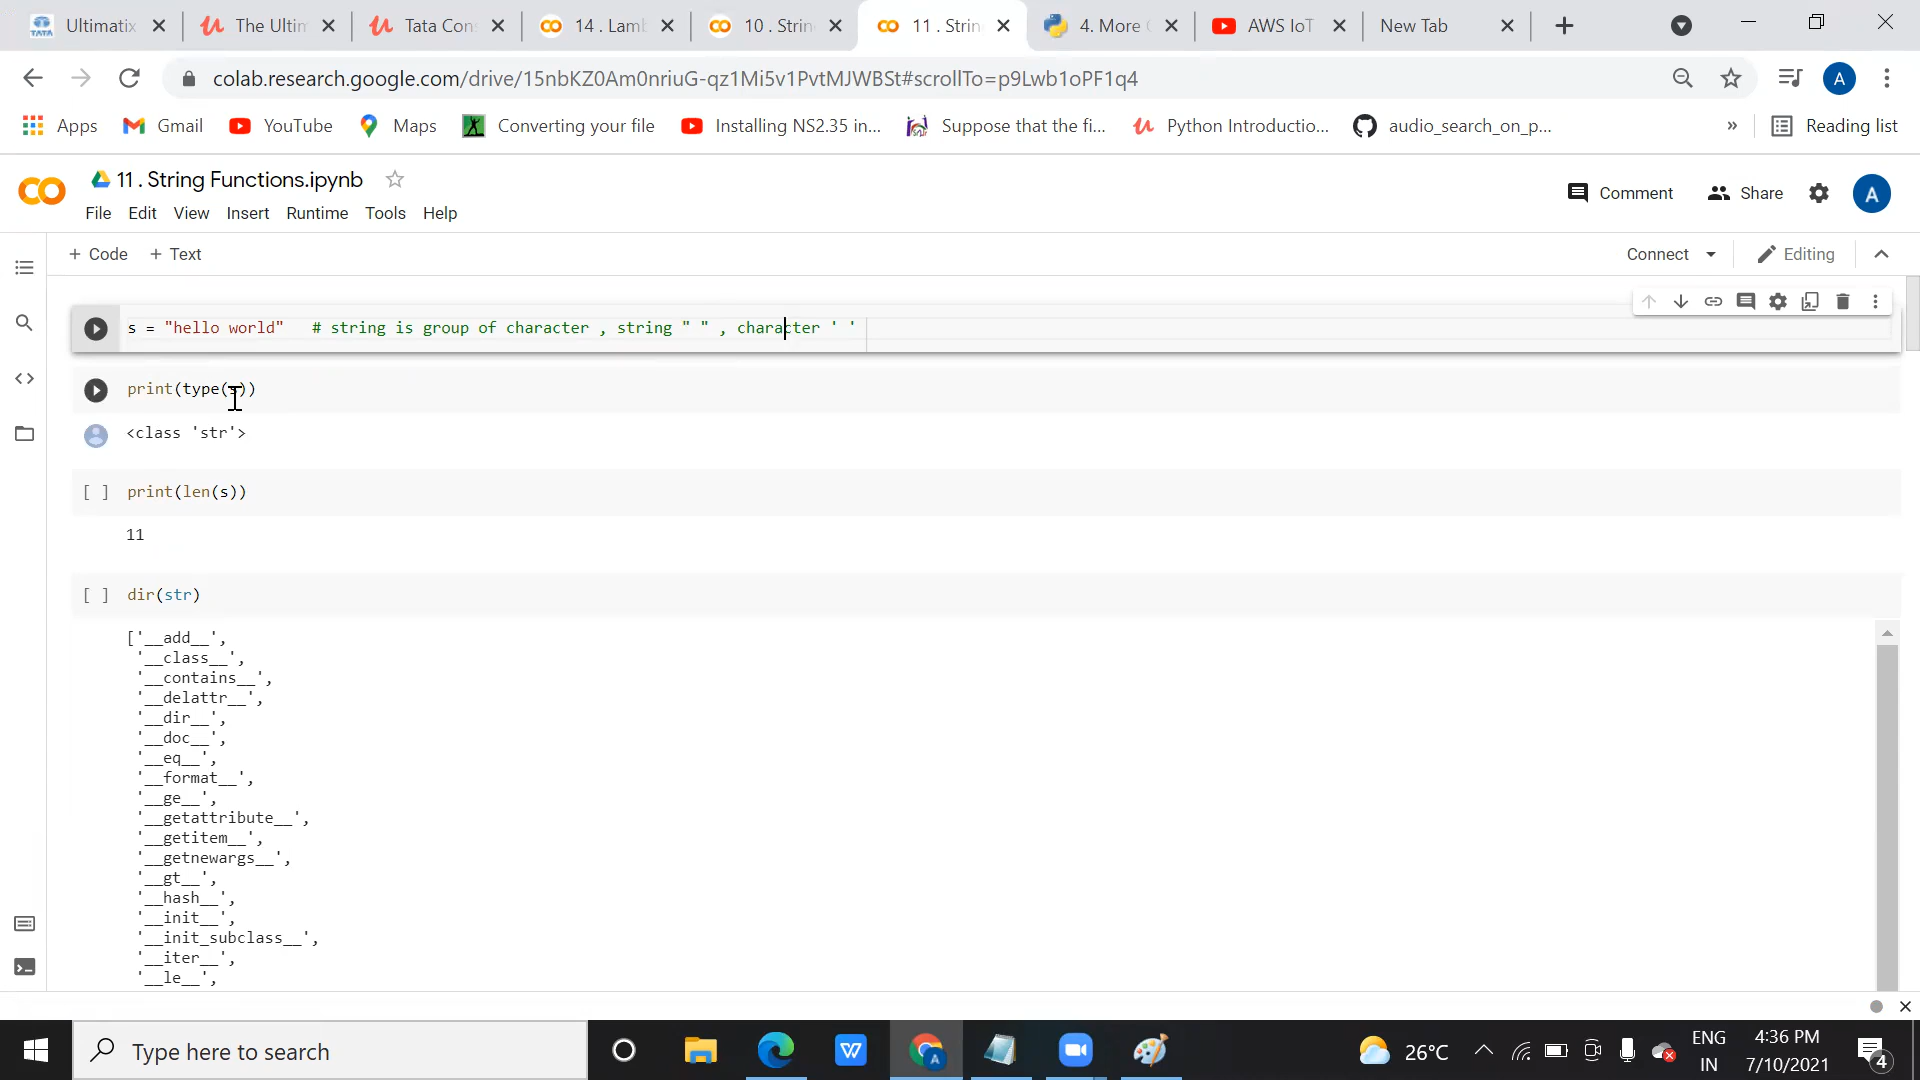 Ultimatix
The Ultim
Tata Con
14 . Lamb
10 . Strin
11 . Strin
4. More
AWS IoT
New Tab
colab.research.google.com/drive/15nbKZ0Am0nriuG-qz1Mi5v1PvtMJWBSt#scrollTo=p9Lwb1oPF1q4
A
Apps
Gmail
YouTube
Maps
Converting your file
Installing NS2.35 in...
Suppose that the fi...
Python Introductio...
audio_search_on_p...
»
Reading list
11 . String Functions.ipynb
Comment
Share
A
File Edit View Insert Runtime Tools Help
+ Code + Text
Connect
Editing
s = "hello world" # string is group of character , string " " , character ' '
print(type(s))
<class 'str'>
[ ] print(len(s))
11
[ ] dir(str)
['__add__',
'__class__',
'__contains__',
'__delattr__',
'__dir__',
'__doc__',
'__eq__',
'__format__',
'__ge__',
'__getattribute__',
'__getitem__',
'__getnewargs__',
'__gt__',
'__hash__',
'__init__',
'__init_subclass__',
'__iter__',
'__le__',
Type here to search
26°C
ENG
IN
4:36 PM
7/10/2021
4